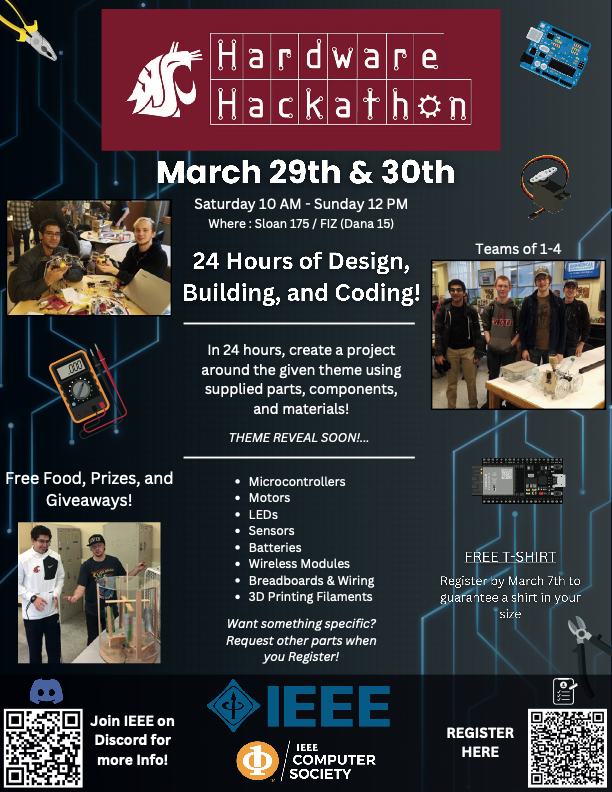 Hardware
Hackathon
March 29th & 30th
Saturday 10 AM - Sunday 12 PM
Where : Sloan 175 / FIZ (Dana 15)
24 Hours of Design,
Building, and Coding!
Teams of 1-4
In 24 hours, create a project
around the given theme using
supplied parts, components,
and materials!
THEME REVEAL SOON!...
Free Food, Prizes, and
Giveaways!
• Microcontrollers
• Motors
• LEDs
• Sensors
• Batteries
• Wireless Modules
• Breadboards & Wiring
• 3D Printing Filaments
Want something specific?
Request other parts when
you Register!
FREE T-SHIRT
Register by March 7th to
guarantee a shirt in your
size
Join IEEE on
Discord for
more Info!
IEEE
IEEE
COMPUTER
SOCIETY
REGISTER
HERE